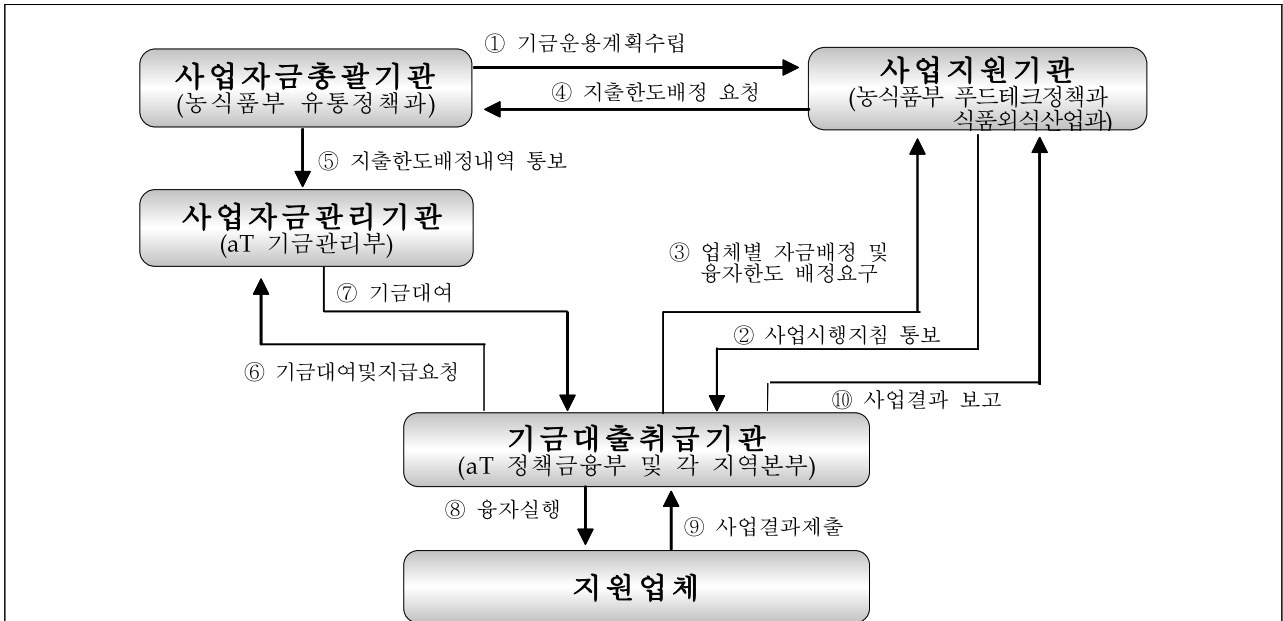 ① 기금운용계획수립
사업자금총괄기관
(농식품부 유통정책과)
사업지원기관
(농식품부 푸드테크정책과
식품외식산업과)
④ 지출한도배정 요청
⑤ 지출한도배정내역 통보
사업자금관리기관
(aT 기금관리부)
③ 업체별 자금배정 및
융자한도 배정요구
⑦ 기금대여
② 사업시행지침 통보
⑥ 기금대여및지급요청
⑩ 사업결과 보고
기금대출취급기관
(aT 정책금융부 및 각 지역본부)
⑧ 융자실행
⑨ 사업결과제출
지원업체